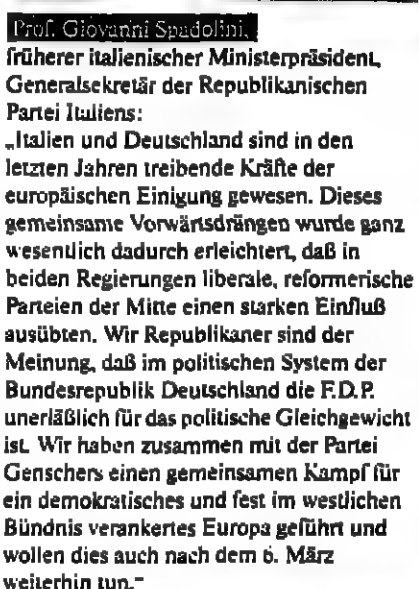 Prof. Giovanni Spadolini,
früherer italienischer Ministerpräsident,
Generalsekretär der Republikanischen
Partei Italiens:
„Italien und Deutschland sind in den
letzten Jahren treibende Kräfte der
europäischen Einigung gewesen. Dieses
gemeinsame Vorwärtsdrängen wurde ganz
wesentlich dadurch erleichtert, daß in
beiden Regierungen liberale, reformerische
Parteien der Mitte einen starken Einfluß
ausübten. Wir Republikaner sind der
Meinung, daß im politischen System der
Bundesrepublik Deutschland die F.D.P.
unerläßlich für das politische Gleichgewicht
ist. Wir haben zusammen mit der Partei
Genschers einen gemeinsamen Kampf für
ein demokratisches und fest im westlichen
Bündnis verankertes Europa geführt und
wollen dies auch nach dem 6. März
weiterhin tun."